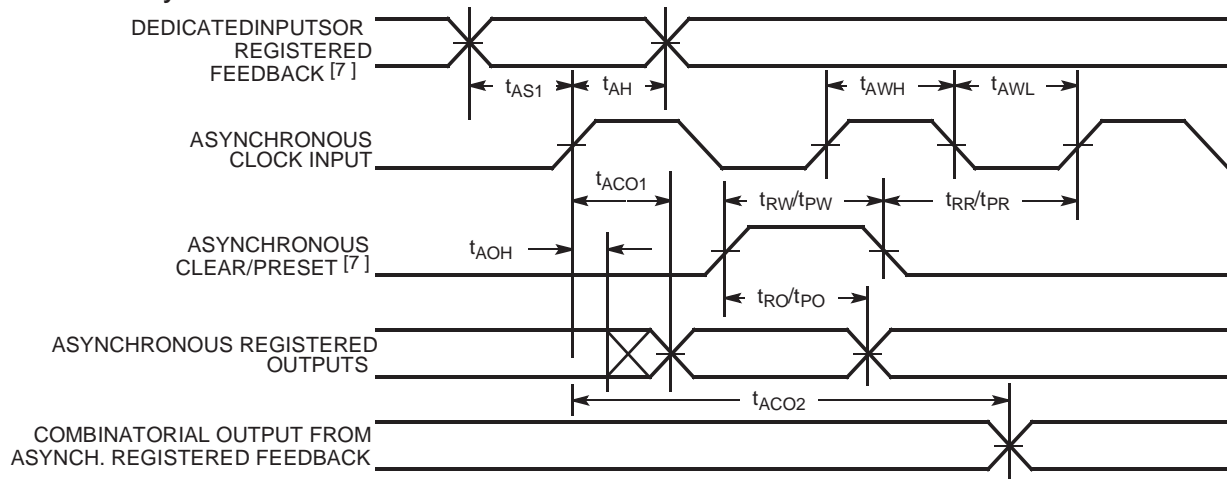 DEDICATEDINPUTSOR
REGISTERED
FEEDBACK [7 ]
tAS1
tAH
tAWH
tAWL
ASYNCHRONOUS
CLOCK INPUT
tACO1
tRW/tPW
tRR/tPR
ASYNCHRONOUS
CLEAR/PRESET [7 ]
tAOH
tRO/tPO
ASYNCHRONOUS REGISTERED
OUTPUTS
tACO2
COMBINATORIAL OUTPUT FROM
ASYNCH. REGISTERED FEEDBACK